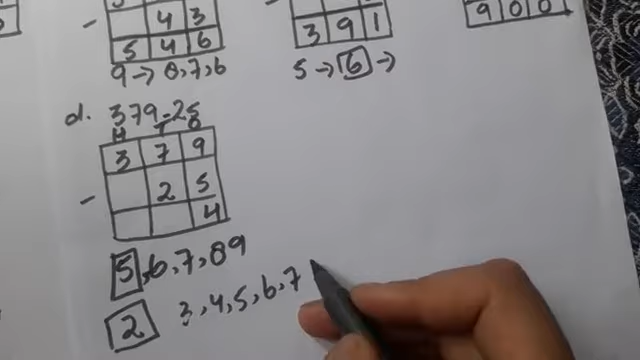 4 3
5 4 6
9 → 8, 7, 6
3 9 1
5 → 6 →
9 0 0
d. 379-25
H T O
3 7 9
- 2 5
4
5, 6, 7, 8 9
2 3, 4, 5, 6, 7